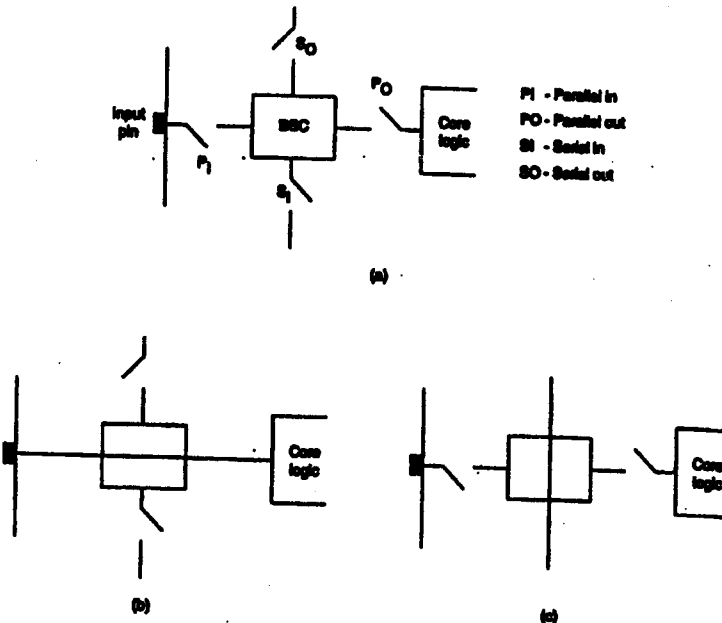 SO
PO
Input
pin
BSC
Core
logic
PI
SI
PI - Parallel in
PO - Parallel out
SI - Serial in
SO - Serial out
(a)
Core
logic
Core
logic
(b)
(c)